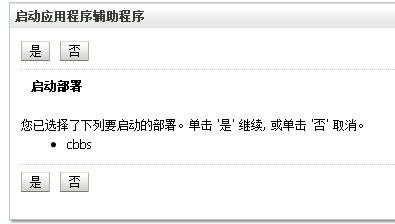 启动应用程序辅助程序
是 否
启动部署
您已选择了下列要启动的部署。单击 '是' 继续, 或单击 '否' 取消。
• cbbs
是 否